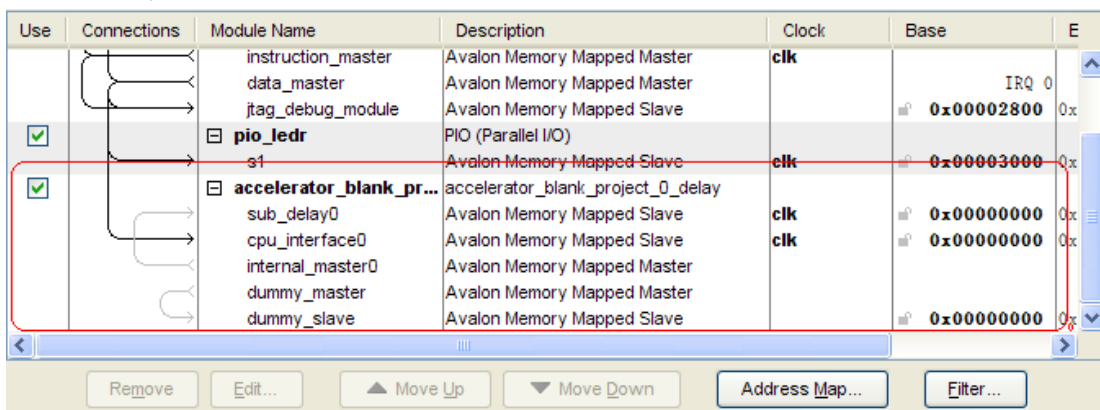 Use Connections Module Name Description Clock Base E
instruction_master Avalon Memory Mapped Master clk
data_master Avalon Memory Mapped Master IRQ 0
jtag_debug_module Avalon Memory Mapped Slave 0x00002800 0x
pio_ledr PIO (Parallel I/O)
s1 Avalon Memory Mapped Slave clk 0x00003000 0x
accelerator_blank_pr... accelerator_blank_project_0_delay
sub_delay0 Avalon Memory Mapped Slave clk 0x00000000 0x
cpu_interface0 Avalon Memory Mapped Slave clk 0x00000000 0x
internal_master0 Avalon Memory Mapped Master
dummy_master Avalon Memory Mapped Master
dummy_slave Avalon Memory Mapped Slave 0x00000000 0x
Remove Edit... Move Up Move Down Address Map... Filter...